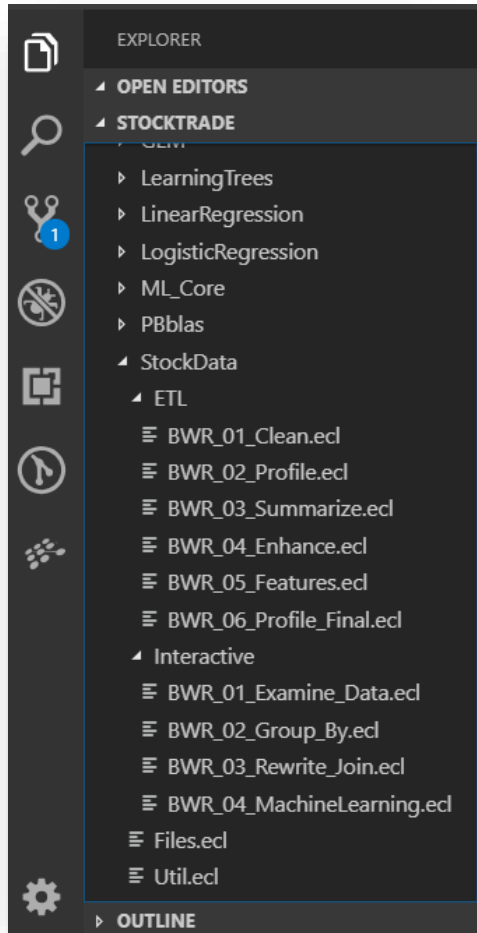 EXPLORER
OPEN EDITORS
STOCKTRADE
LearningTrees
LinearRegression
1
LogisticRegression
ML_Core
PBblas
StockData
ETL
BWR_01_Clean.ecl
BWR_02_Profile.ecl
BWR_03_Summarize.ecl
BWR_04_Enhance.ecl
BWR_05_Features.ecl
BWR_06_Profile_Final.ecl
Interactive
BWR_01_Examine_Data.ecl
BWR_02_Group_By.ecl
BWR_03_Rewrite_Join.ecl
BWR_04_MachineLearning.ecl
Files.ecl
Util.ecl
OUTLINE